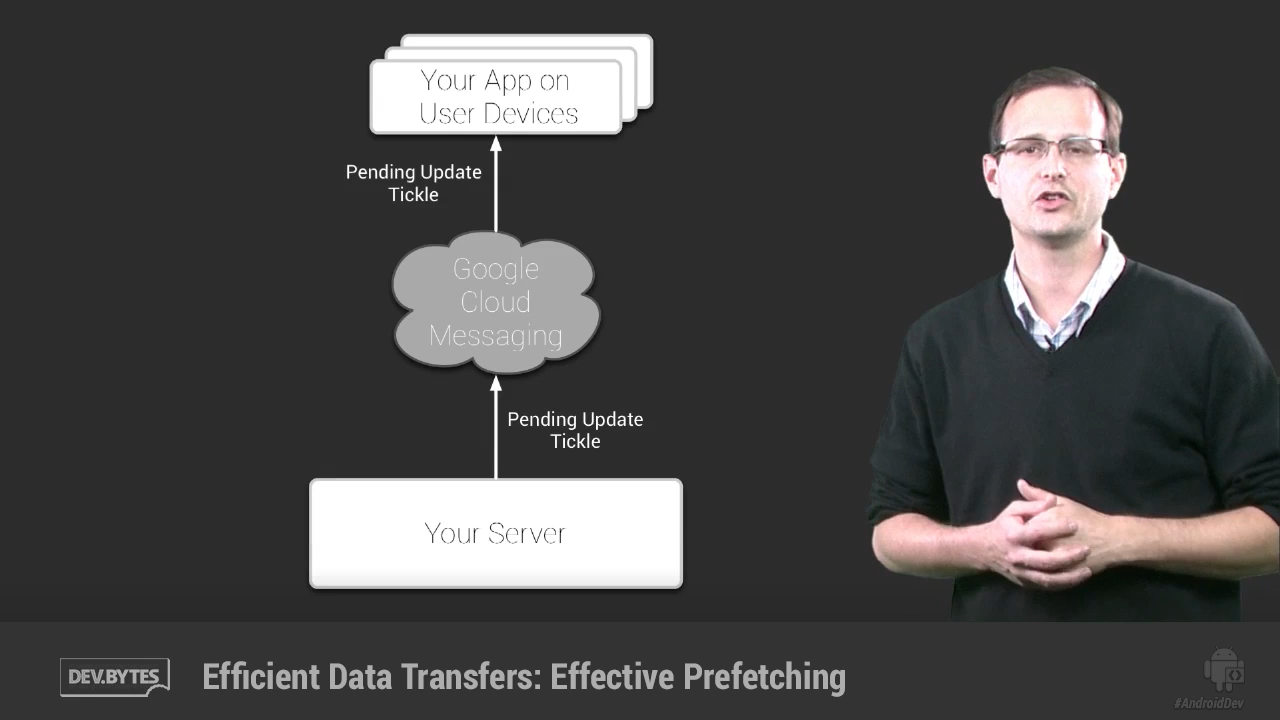 Your App on
User Devices
Pending Update
Tickle
Google
Cloud
Messaging
Pending Update
Tickle
Your Server
DEV.BYTES
Efficient Data Transfers: Effective Prefetching
#AndroidDev